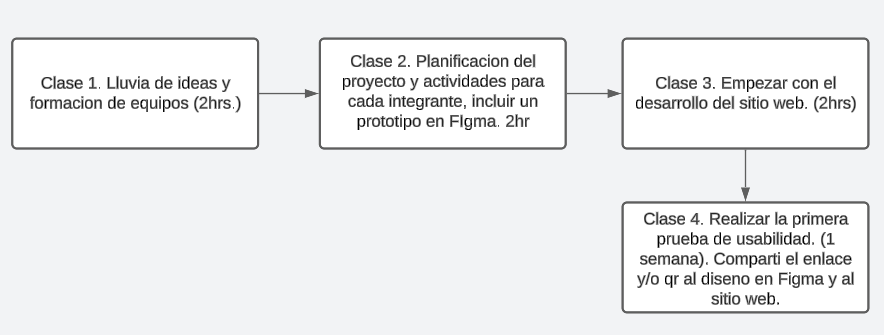 Clase 1. Lluvia de ideas y
formacion de equipos (2hrs.)
Clase 2. Planificacion del
proyecto y actividades para
cada integrante, incluir un
prototipo en FIgma. 2hr
Clase 3. Empezar con el
desarrollo del sitio web. (2hrs)
Clase 4. Realizar la primera
prueba de usabilidad. (1
semana). Comparti el enlace
y/o qr al diseno en Figma y al
sitio web.